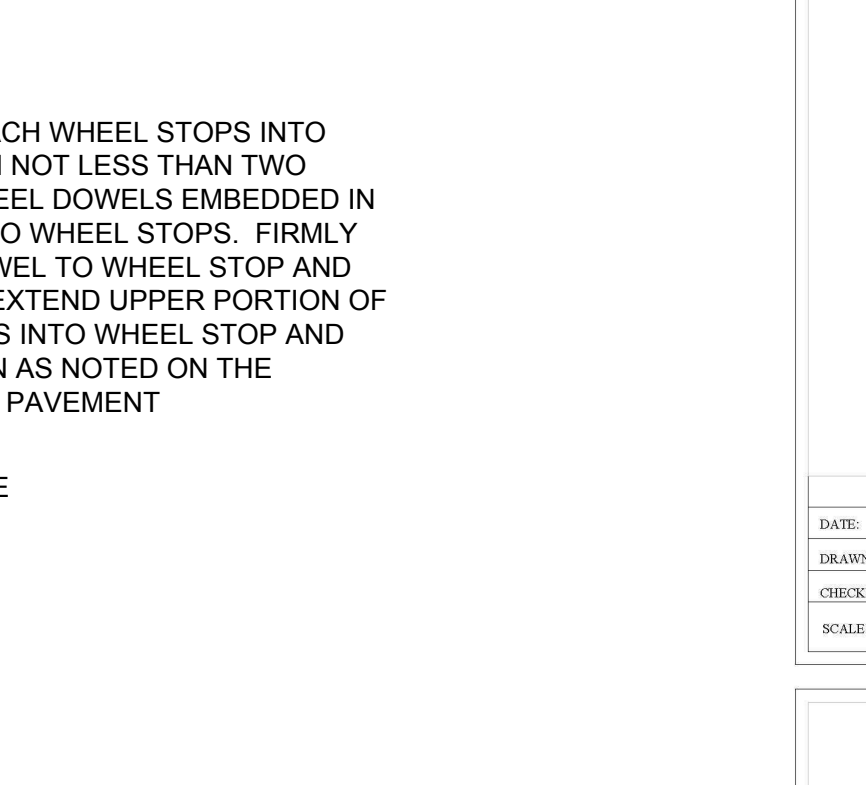 ACH WHEEL STOPS INTO
NOT LESS THAN TWO
EEL DOWELS EMBEDDED IN
O WHEEL STOPS. FIRMLY
WEL TO WHEEL STOP AND
EXTEND UPPER PORTION OF
S INTO WHEEL STOP AND
N AS NOTED ON THE
PAVEMENT
E
DATE:
DRAWN
CHECK
SCALE